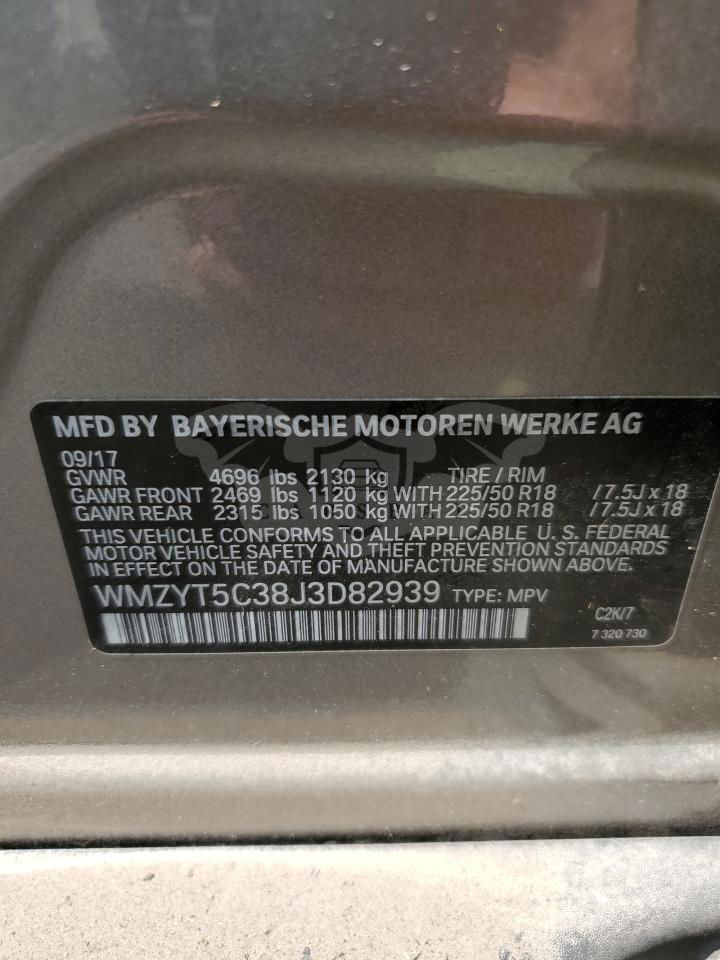 MFD BY BAYERISCHE MOTOREN WERKE AG
09/17
GVWR 4696 lbs 2130 kg TIRE / RIM
GAWR FRONT 2469 lbs 1120 kg WITH 225/50 R18 / 7.5J x 18
GAWR REAR 2315 lbs 1050 kg WITH 225/50 R18 / 7.5J x 18
THIS VEHICLE CONFORMS TO ALL APPLICABLE U. S. FEDERAL
MOTOR VEHICLE SAFETY AND THEFT PREVENTION STANDARDS
IN EFFECT ON THE DATE OF MANUFACTURE SHOWN ABOVE.
WMZYT5C38J3D82939 TYPE: MPV
C2K/7
7 320 730